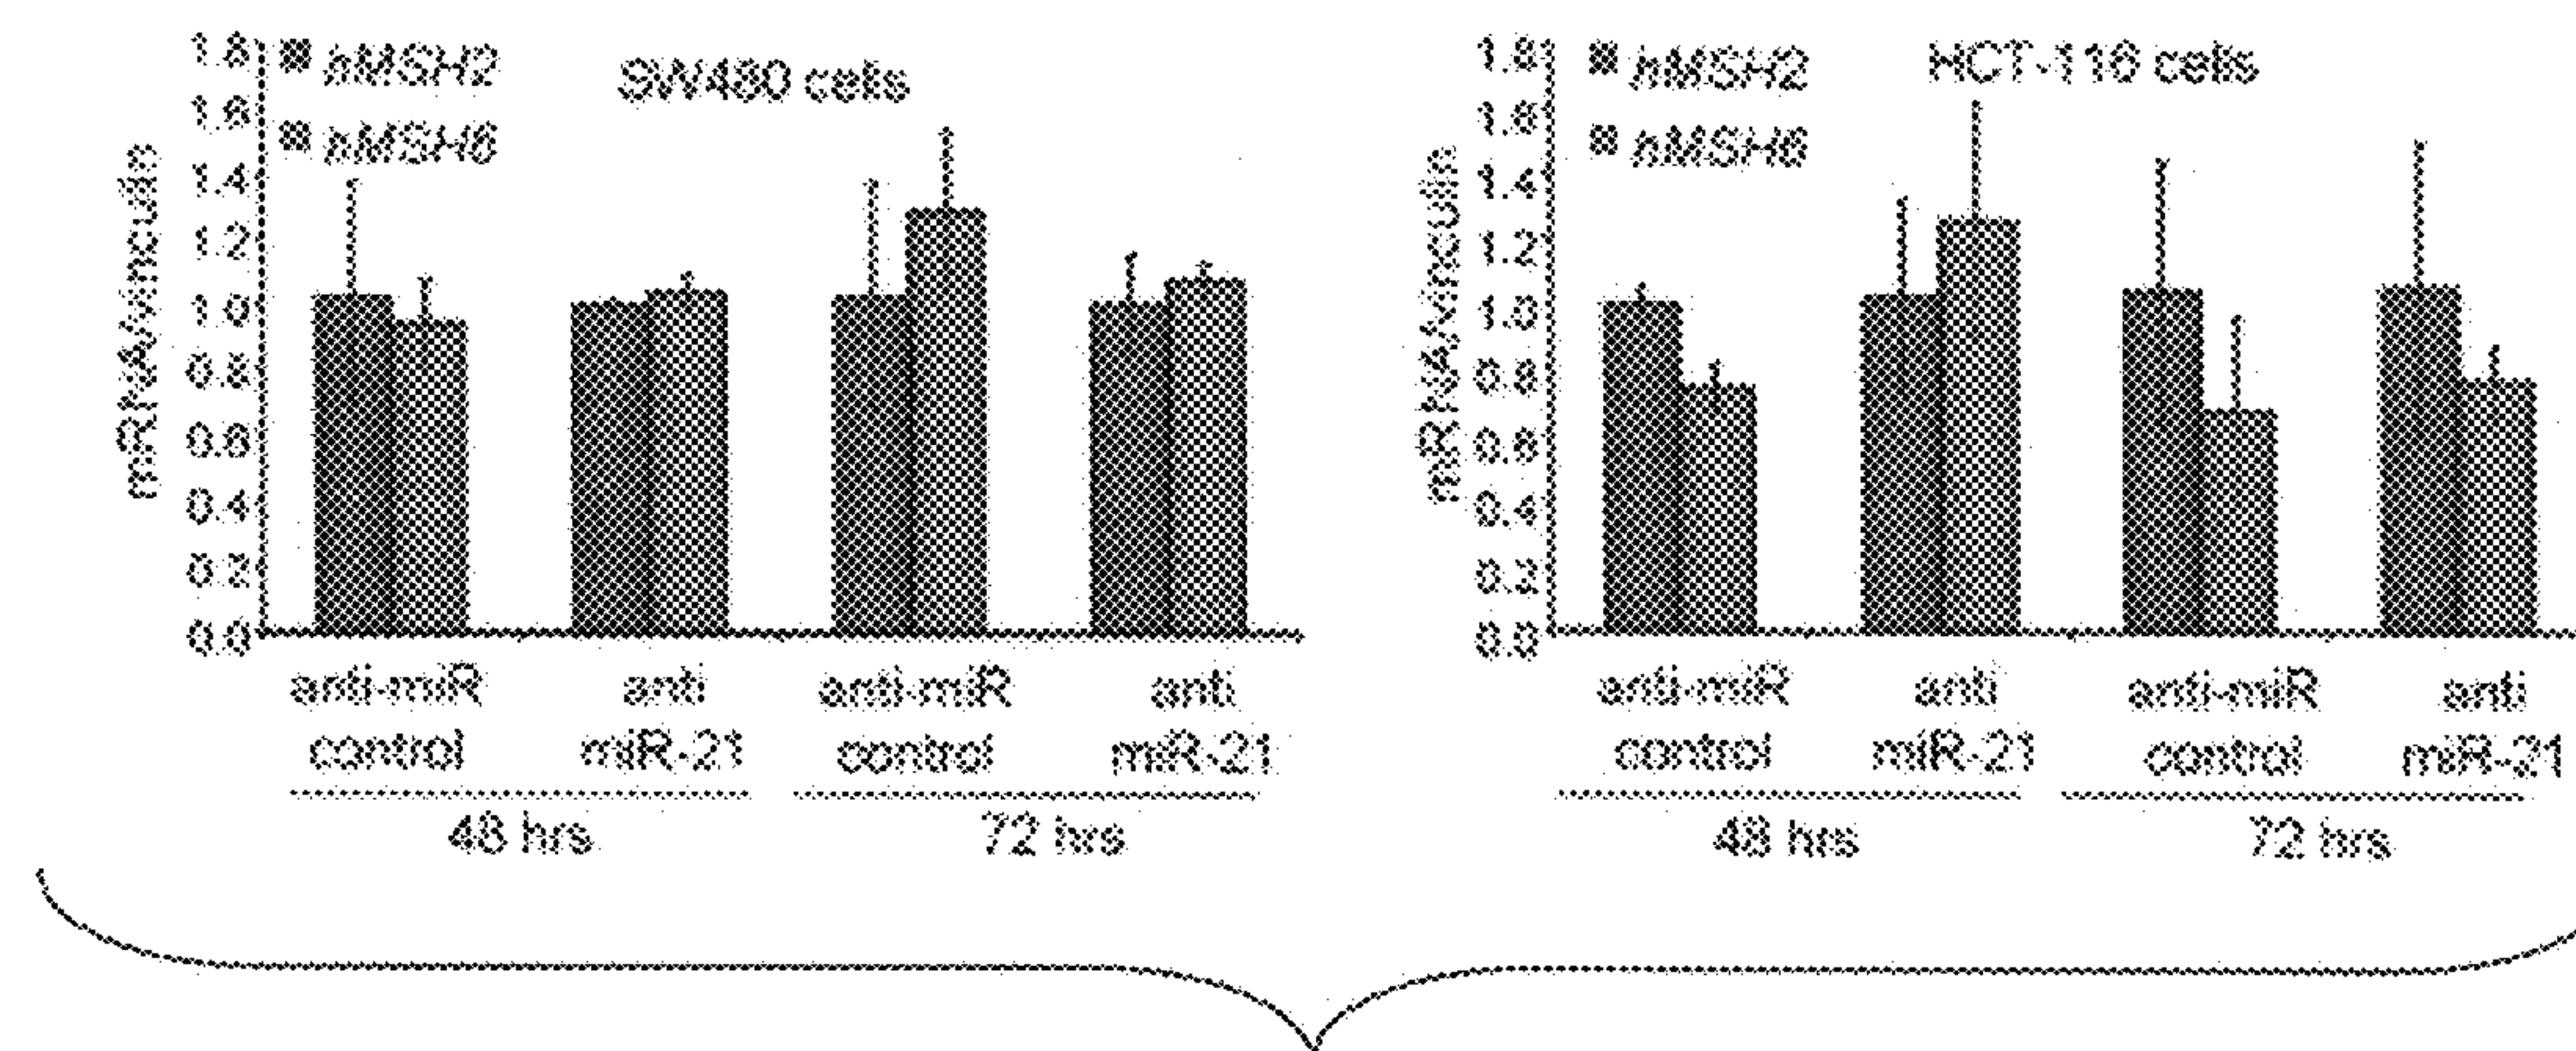 mRNA/vinculin
1.8
1.6
1.4
1.2
1.0
0.8
0.6
0.4
0.2
0.0
hMSH2
hMSH6
SW480 cells
anti-miR control
anti miR-21
anti-miR control
anti miR-21
48 hrs
72 hrs
mRNA/vinculin
1.8
1.6
1.4
1.2
1.0
0.8
0.6
0.4
0.2
0.0
hMSH2
hMSH6
HCT-116 cells
anti-miR control
anti miR-21
anti-miR control
anti miR-21
48 hrs
72 hrs